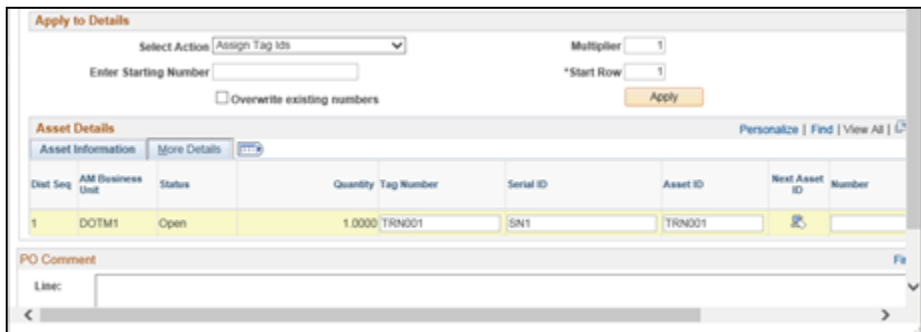 Apply to Details
Select Action Assign Tag Ids Multiplier 1
Enter Starting Number *Start Row 1
Overwrite existing numbers Apply
Asset Details Personalize | Find | View All |
Asset Information More Details
Dist Seq AM Business Unit Status Quantity Tag Number Serial ID Asset ID Next Asset ID Number
1 DOTM1 Open 1.0000 TRN001 SN1 TRN001
PO Comment
Line: